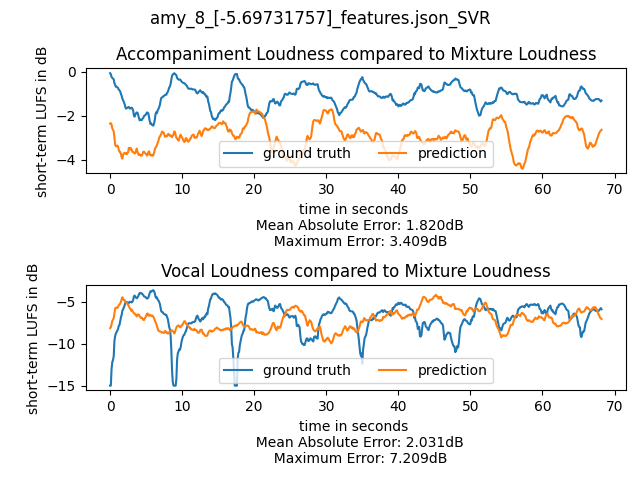 amy_8_[-5.69731757]_features.json_SVR
Accompaniment Loudness compared to Mixture Loudness
short-term LUFS in dB
0
−2
−4
ground truth
prediction
0 10 20 30 40 50 60 70
time in seconds
Mean Absolute Error: 1.820dB
Maximum Error: 3.409dB
Vocal Loudness compared to Mixture Loudness
short-term LUFS in dB
−5
−10
−15
ground truth
prediction
0 10 20 30 40 50 60 70
time in seconds
Mean Absolute Error: 2.031dB
Maximum Error: 7.209dB